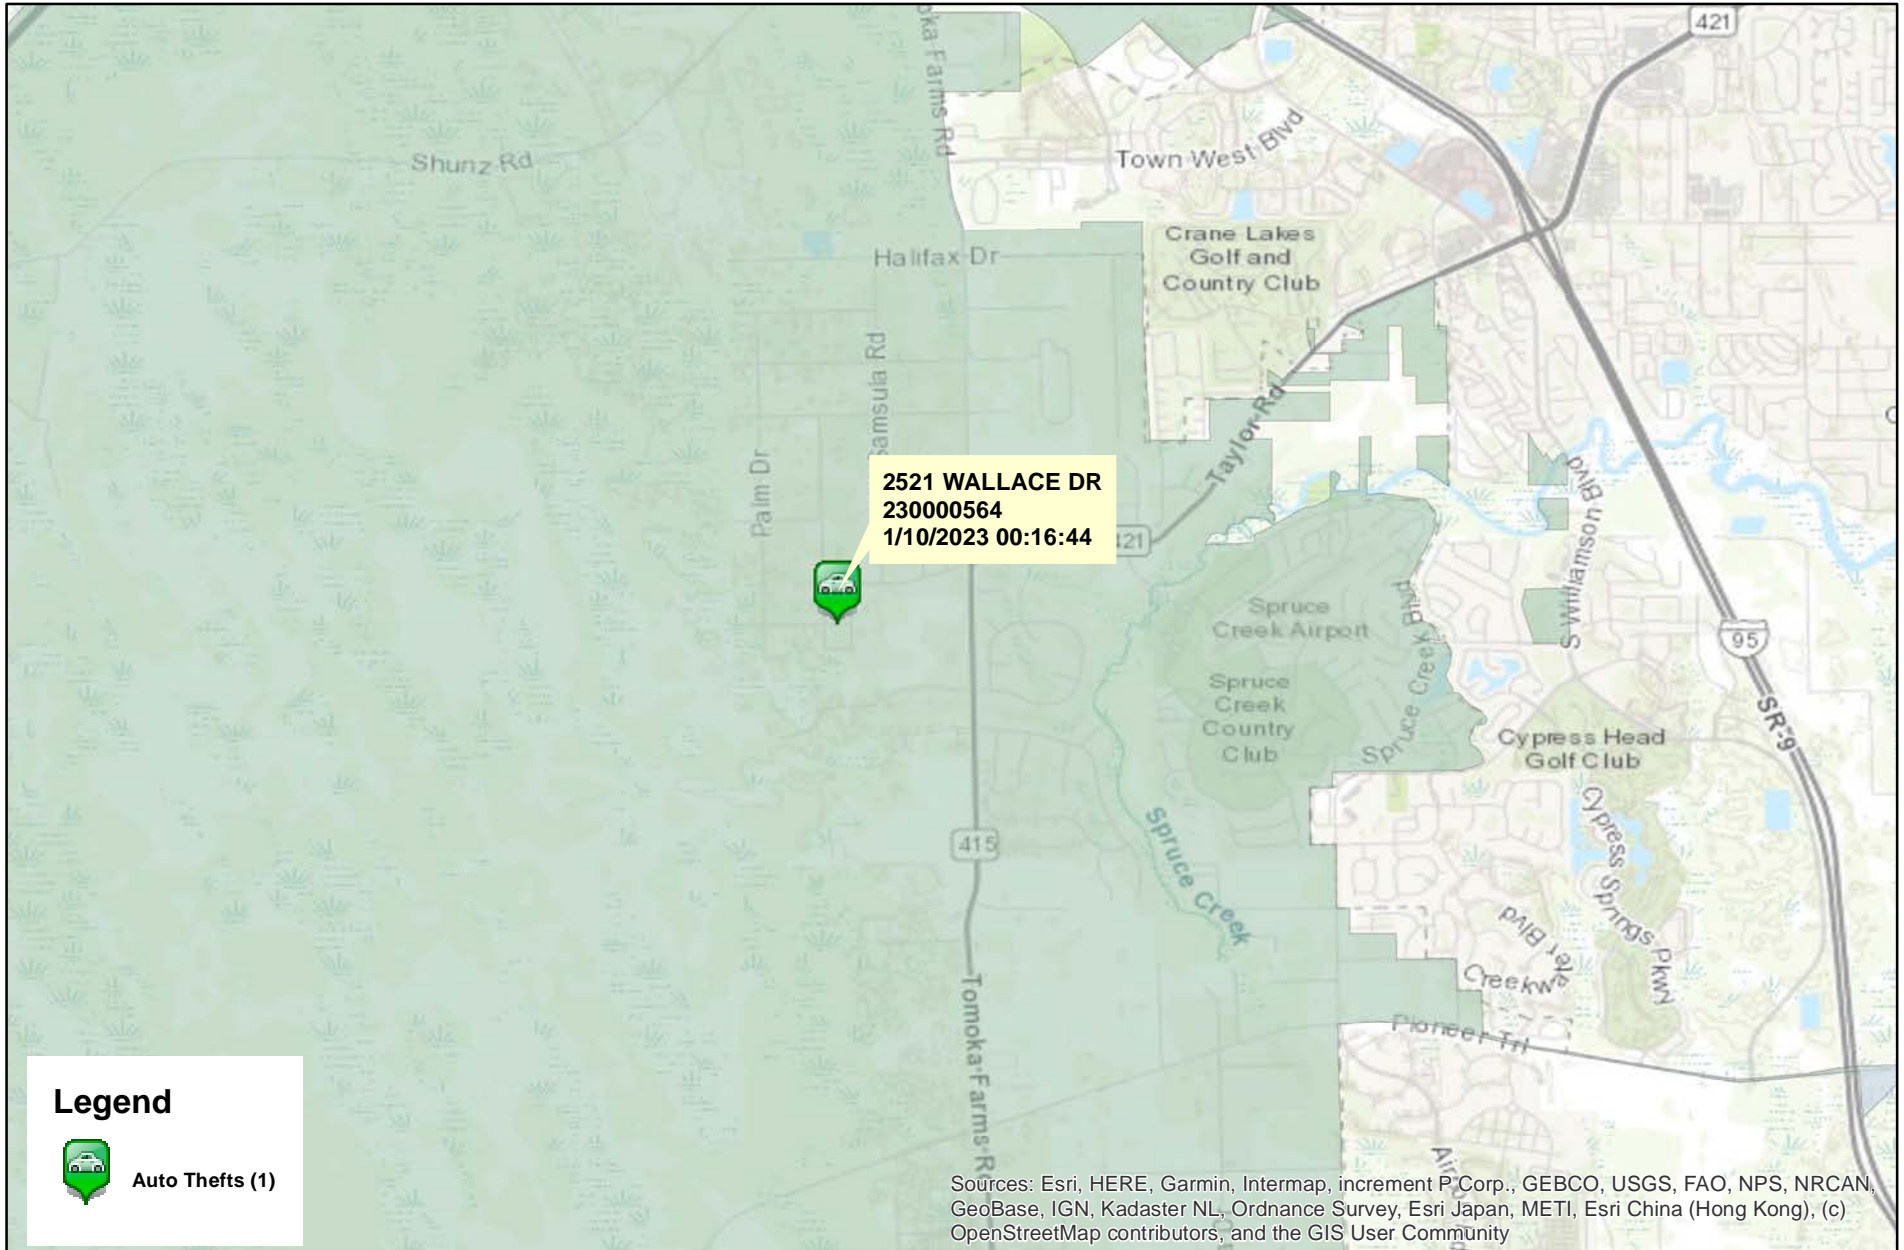 421
oka Farms Rd
Town West Blvd
Shunz Rd
Crane Lakes
Golf and
Country Club
Halifax Dr
Samsula Rd
Taylor Rd
Palm Dr
2521 WALLACE DR
230000564
1/10/2023 00:16:44
421
S Williamson Blvd
Spruce
Creek Airport
Spruce Creek Blvd
95
Spruce
Creek
Country
Club
SR-9
Cypress Head
Golf Club
Cypress Springs Pkwy
415
Spruce Creek
Creekwater Blvd
Pioneer Trl
Tomoka Farms Rd
Legend
Auto Thefts (1)
Sources: Esri, HERE, Garmin, Intermap, increment P Corp., GEBCO, USGS, FAO, NPS, NRCAN,
GeoBase, IGN, Kadaster NL, Ordnance Survey, Esri Japan, METI, Esri China (Hong Kong), (c)
OpenStreetMap contributors, and the GIS User Community